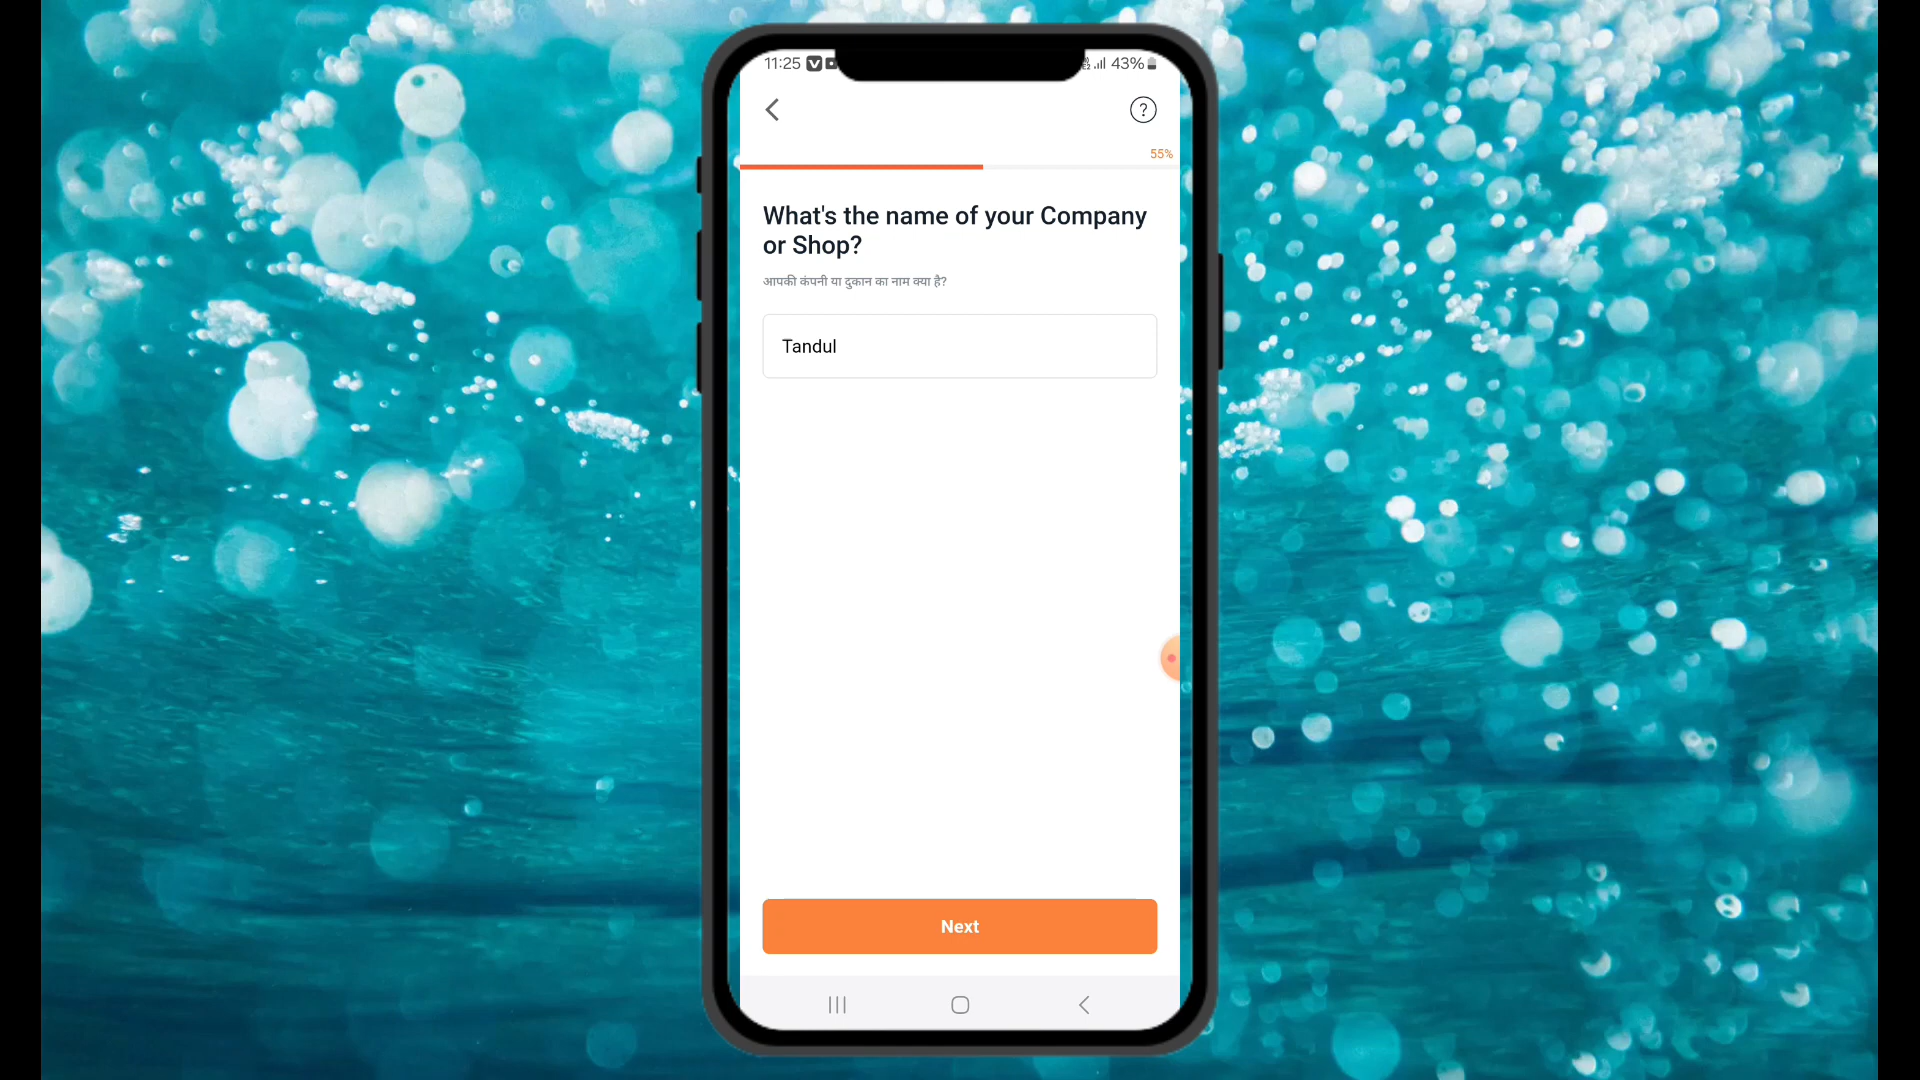 11:25
43%
55%
What's the name of your Company
or Shop?
आपकी कंपनी या दुकान का नाम क्या है?
Tandul
Next